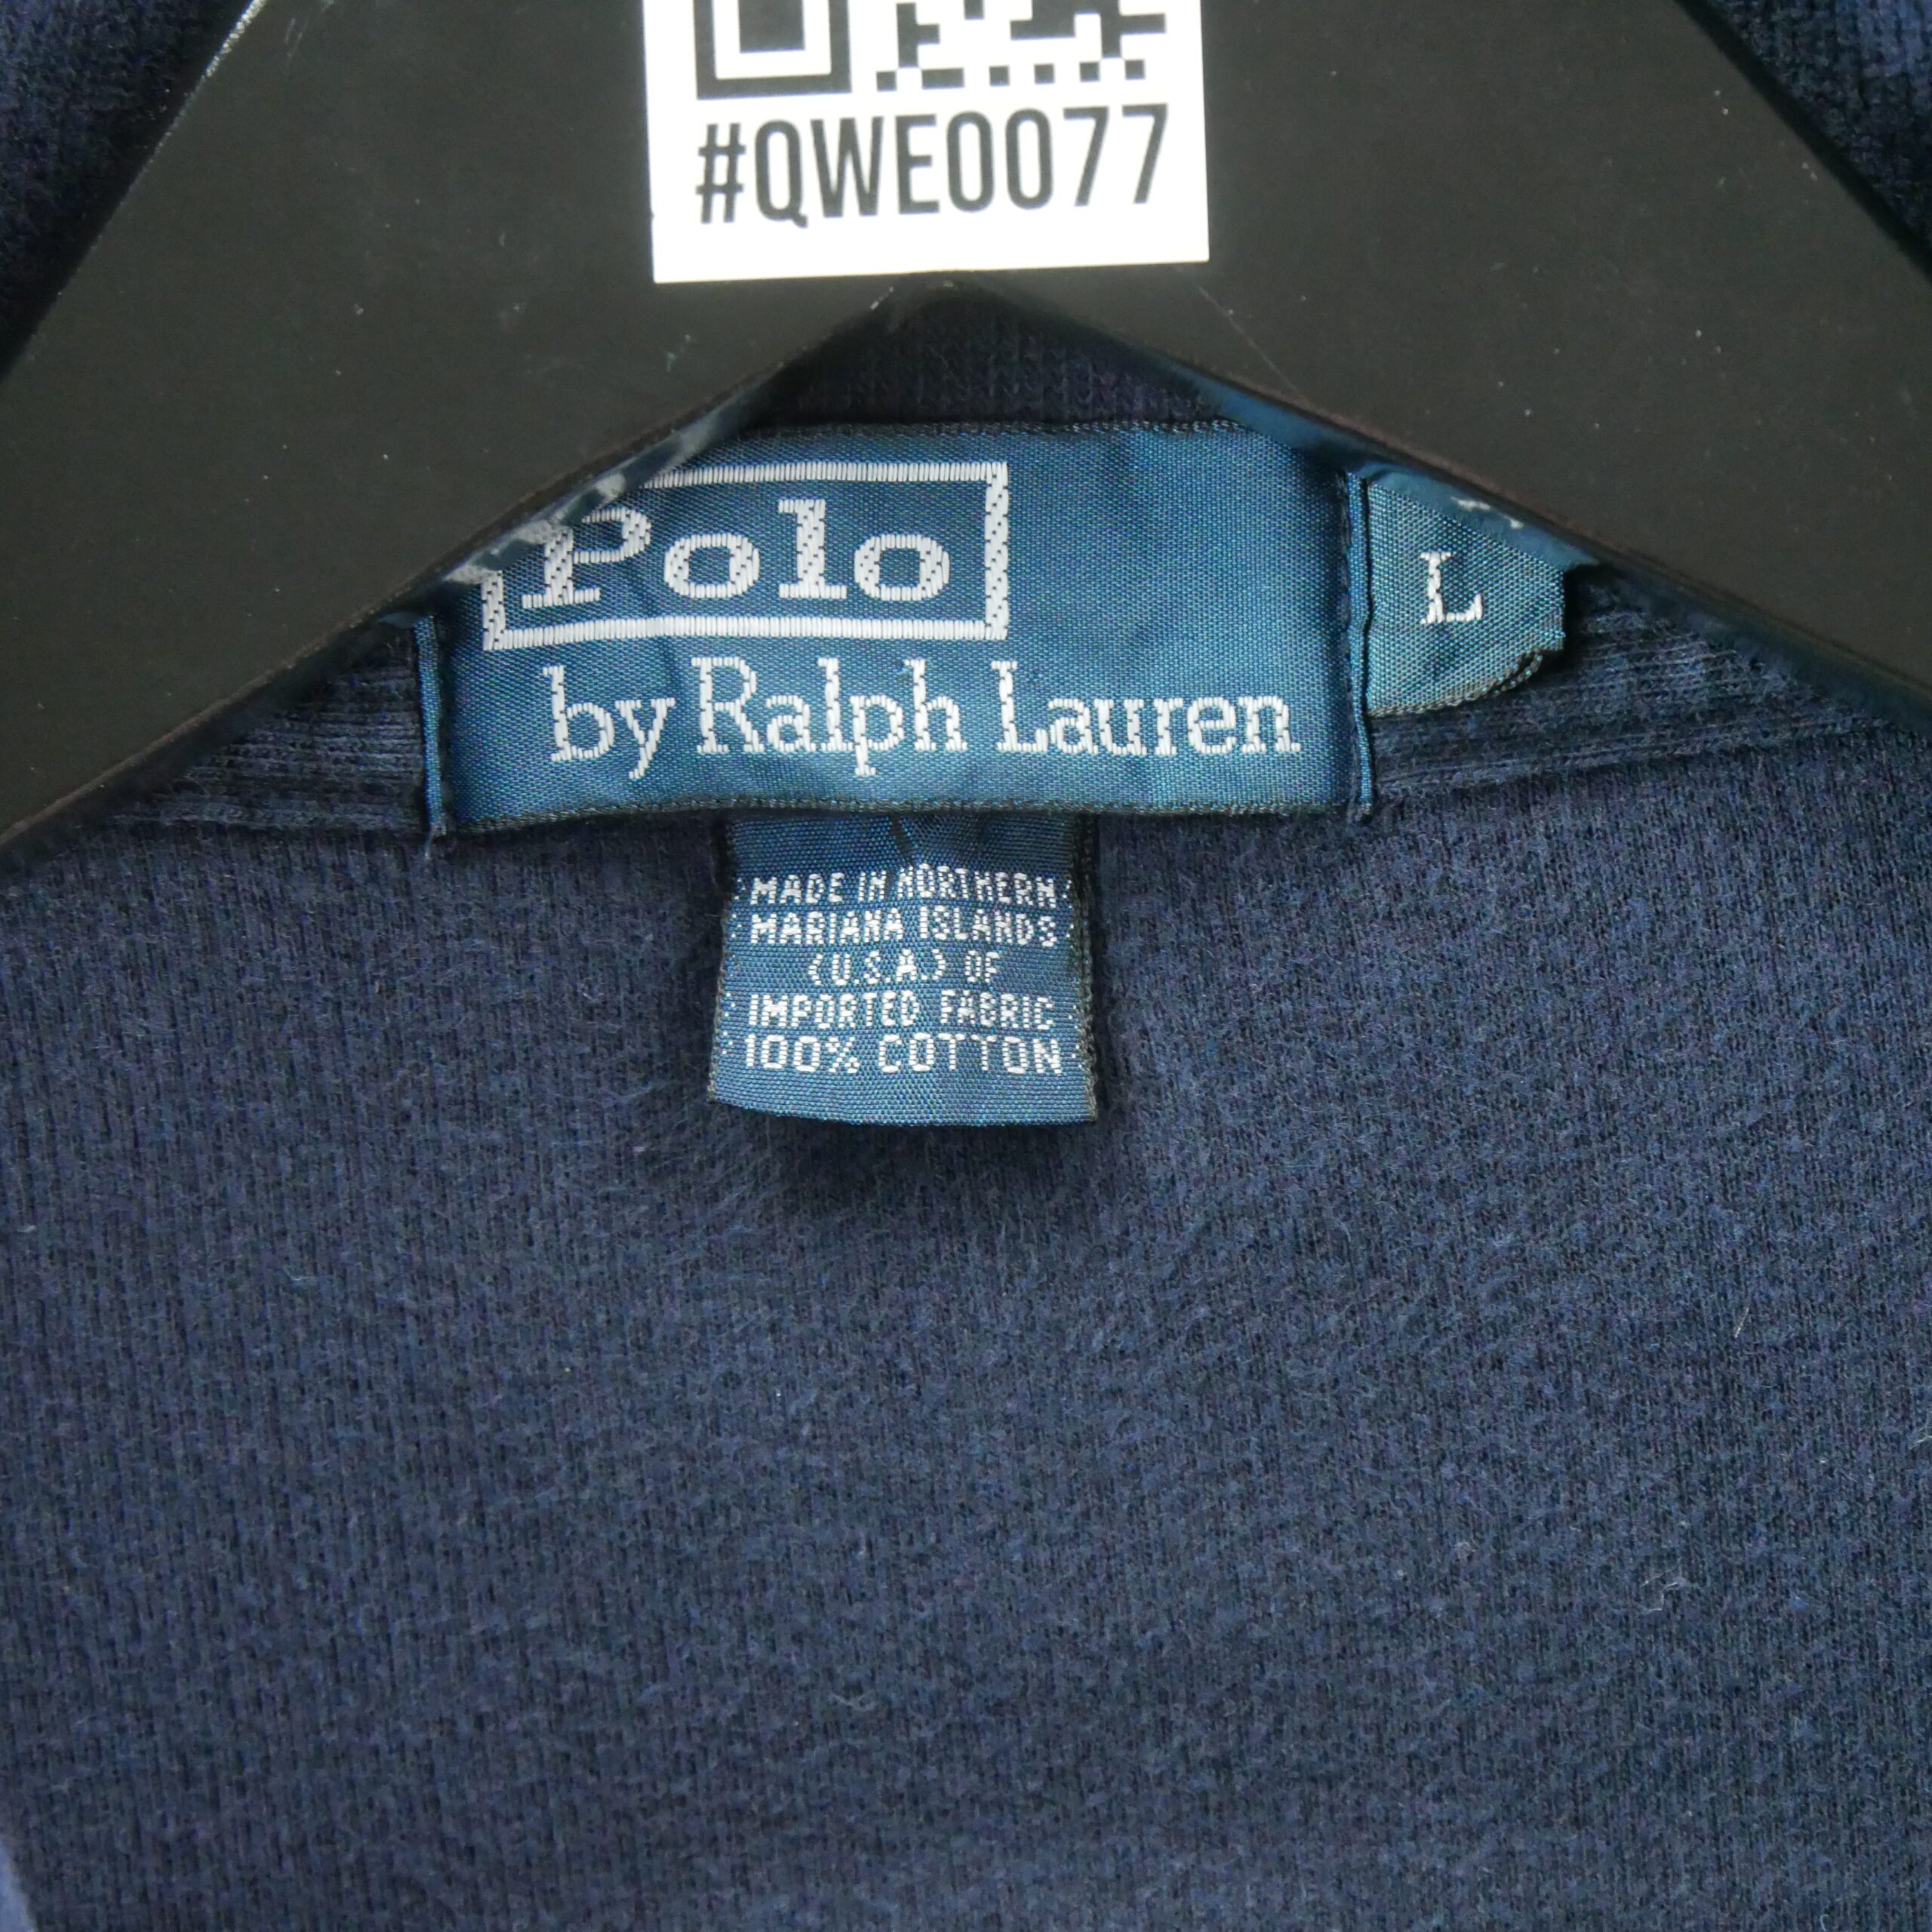 #QWE0077
Polo
L
by Ralph Lauren
MADE IN NORTHERN
MARIANA ISLANDS
(U.S.A.) OF
IMPORTED FABRIC
100% COTTON